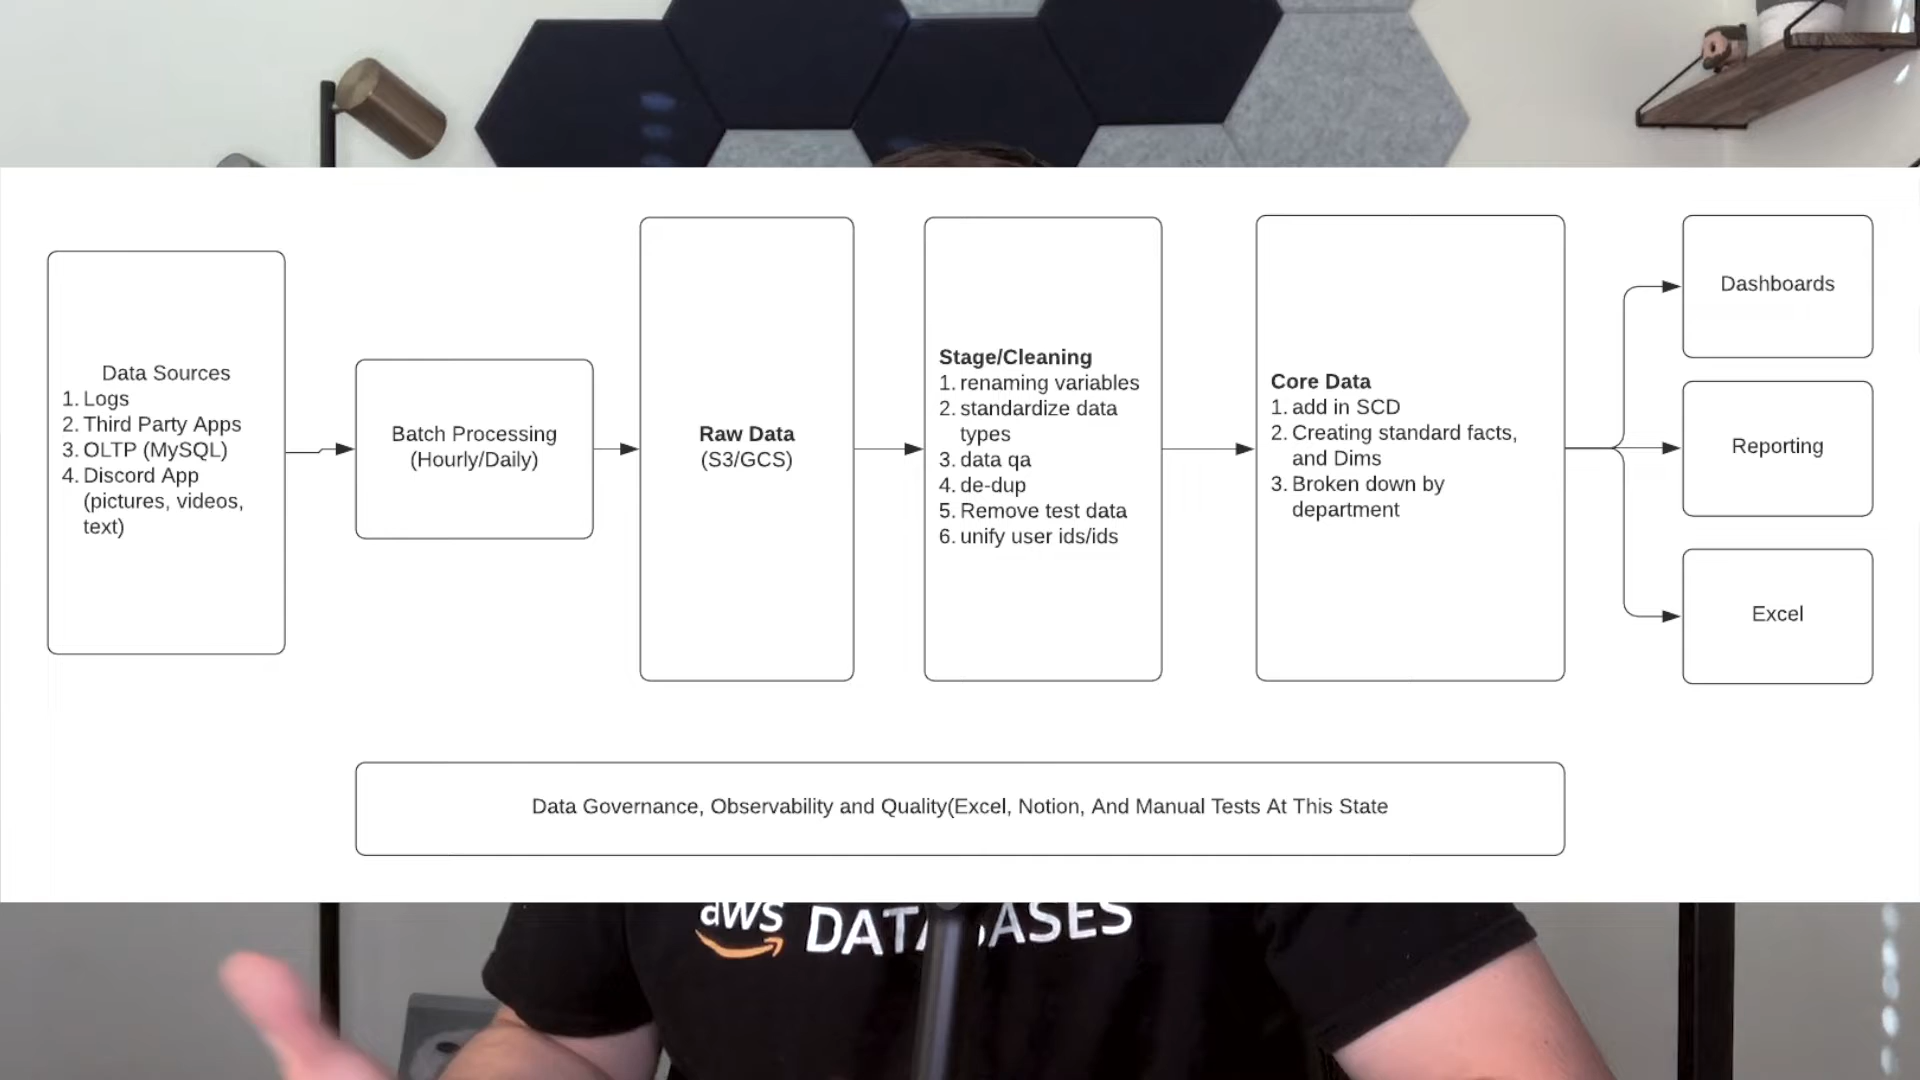 Data Sources
1. Logs
2. Third Party Apps
3. OLTP (MySQL)
4. Discord App
(pictures, videos,
text)
Batch Processing
(Hourly/Daily)
Raw Data
(S3/GCS)
Stage/Cleaning
1. renaming variables
2. standardize data
types
3. data qa
4. de-dup
5. Remove test data
6. unify user ids/ids
Core Data
1. add in SCD
2. Creating standard facts,
and Dims
3. Broken down by
department
Dashboards
Reporting
Excel
Data Governance, Observability and Quality(Excel, Notion, And Manual Tests At This State
aws DATABASES